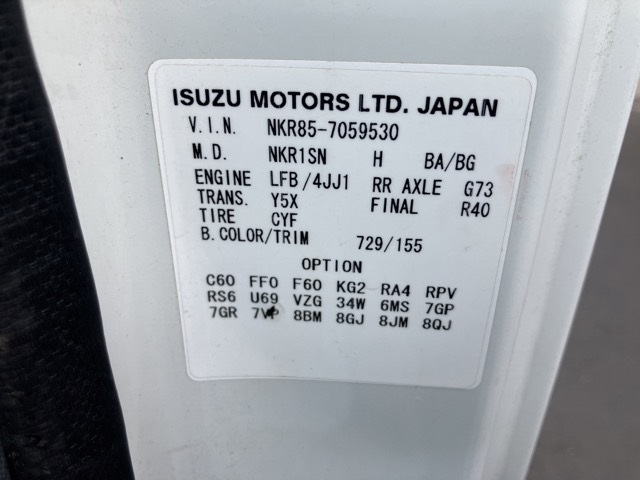 ISUZU MOTORS LTD. JAPAN
V.I.N. NKR85-7059530
M.D. NKR1SN H BA/BG
ENGINE LFB/4JJ1 RR AXLE G73
TRANS. Y5X FINAL R40
TIRE CYF
B.COLOR/TRIM 729/155
OPTION
C60 FF0 F60 KG2 RA4 RPV
RS6 U69 VZG 34W 6MS 7GP
7GR 8BM 8GJ 8JM 8QJ